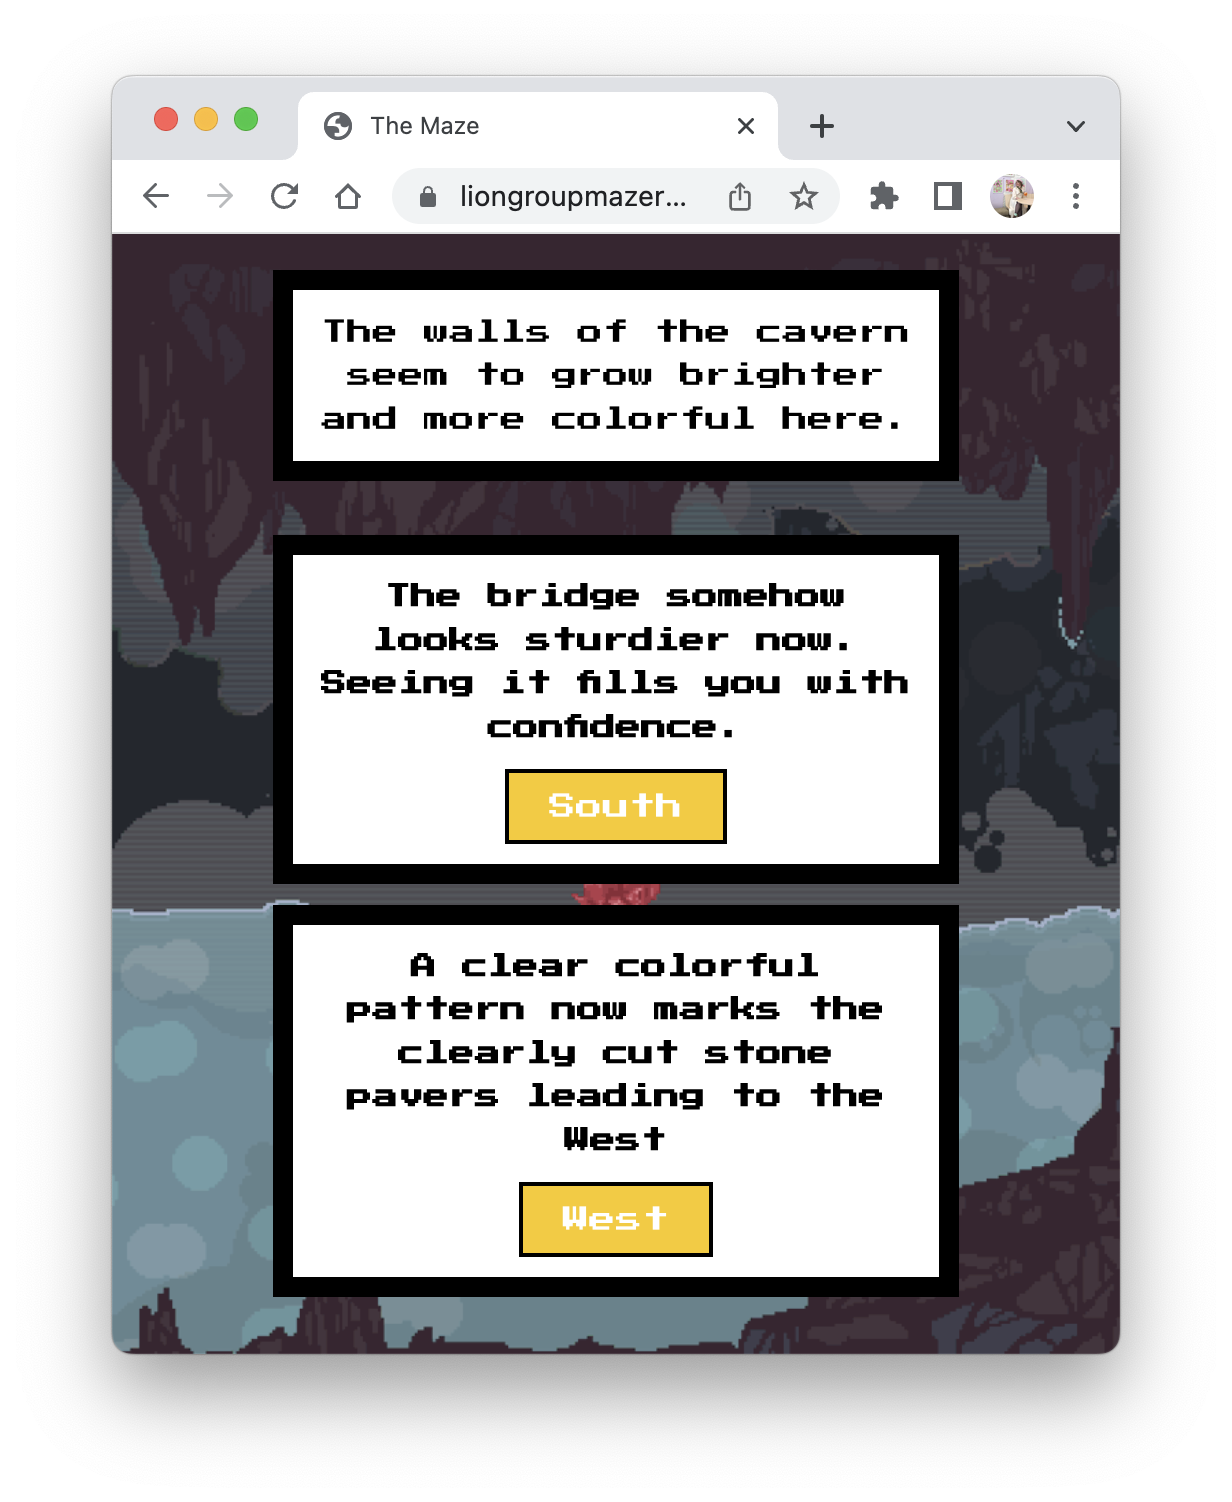 The Maze
liongroupmazer...
The walls of the cavern
seem to grow brighter
and more colorful here.
The bridge somehow
looks sturdier now.
Seeing it fills you with
confidence.
South
A clear colorful
pattern now marks the
clearly cut stone
pavers leading to the
West
West